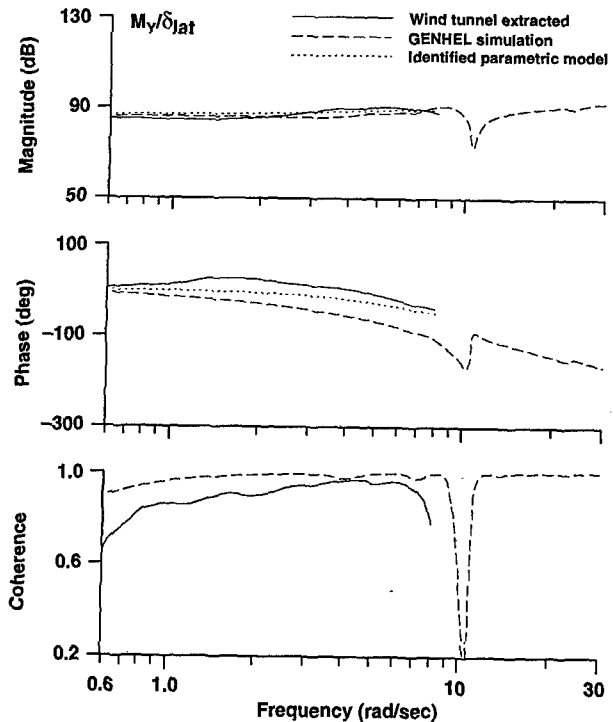 130
M_y/δ_lat
Wind tunnel extracted
GENHEL simulation
Identified parametric model
Magnitude (dB)
90
50
100
Phase (deg)
–100
–300
1.0
Coherence
0.6
0.2
0.6
1.0
10
30
Frequency (rad/sec)